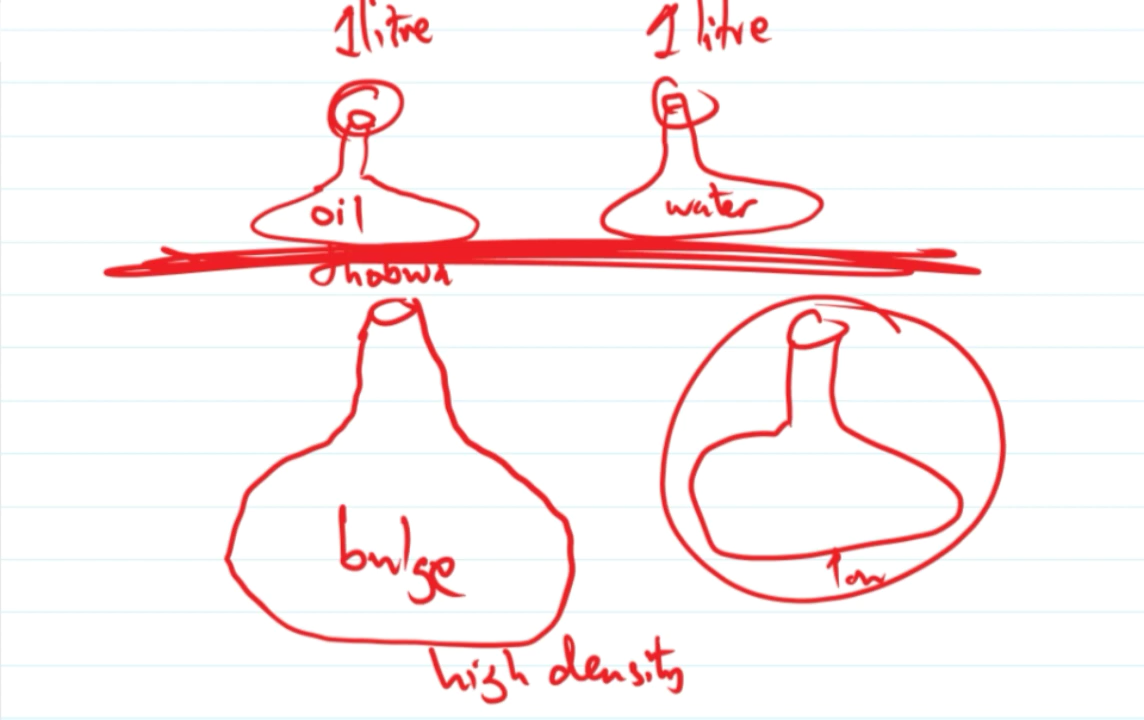 1 litre 1 litre
oil water
bulge
high density